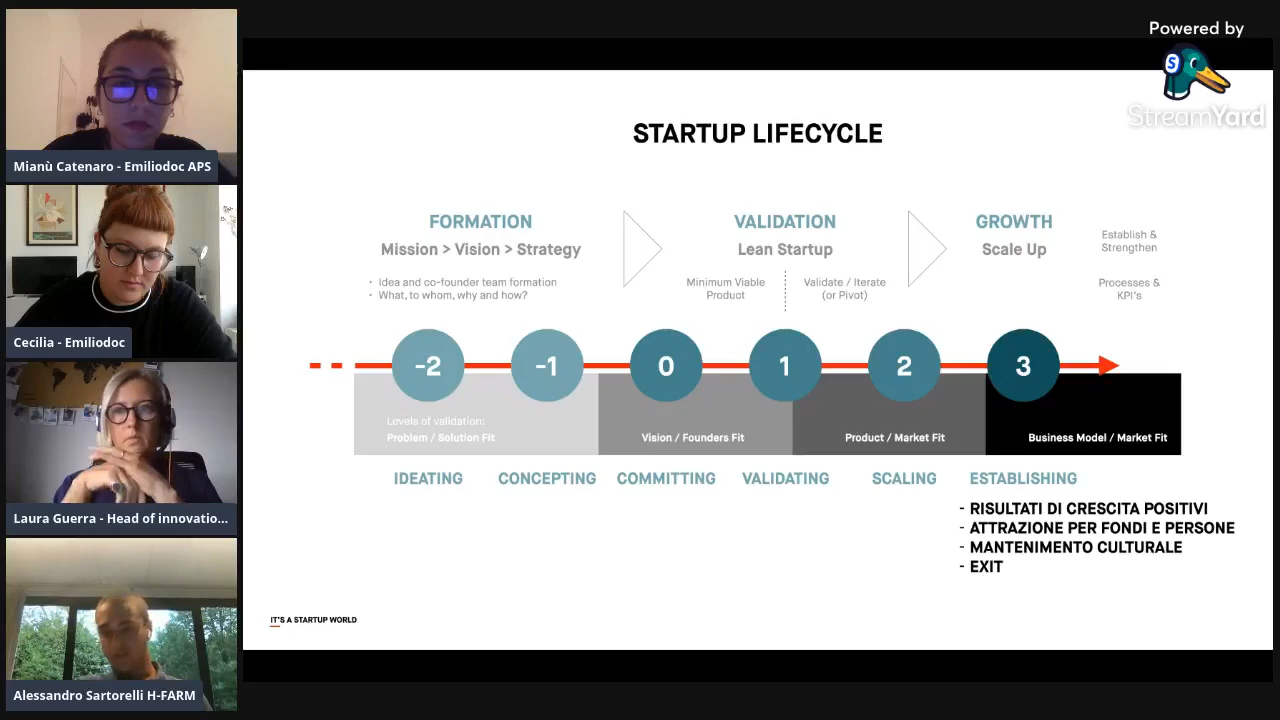 Powered by
StreamYard
Mianù Catenaro - Emiliodoc APS
Cecilia - Emiliodoc
Laura Guerra - Head of innovatio...
Alessandro Sartorelli H-FARM
STARTUP LIFECYCLE
FORMATION
Mission > Vision > Strategy
• Idea and co-founder team formation
• What, to whom, why and how?
VALIDATION
Lean Startup
Minimum Viable
Product
Validate / Iterate
(or Pivot)
GROWTH
Scale Up
Establish &
Strengthen
Processes &
KPI's
-2 -1 0 1 2 3
Levels of validation:
Problem / Solution Fit
Vision / Founders Fit
Product / Market Fit
Business Model / Market Fit
IDEATING CONCEPTING COMMITTING VALIDATING SCALING ESTABLISHING
- RISULTATI DI CRESCITA POSITIVI
- ATTRAZIONE PER FONDI E PERSONE
- MANTENIMENTO CULTURALE
- EXIT
IT'S A STARTUP WORLD